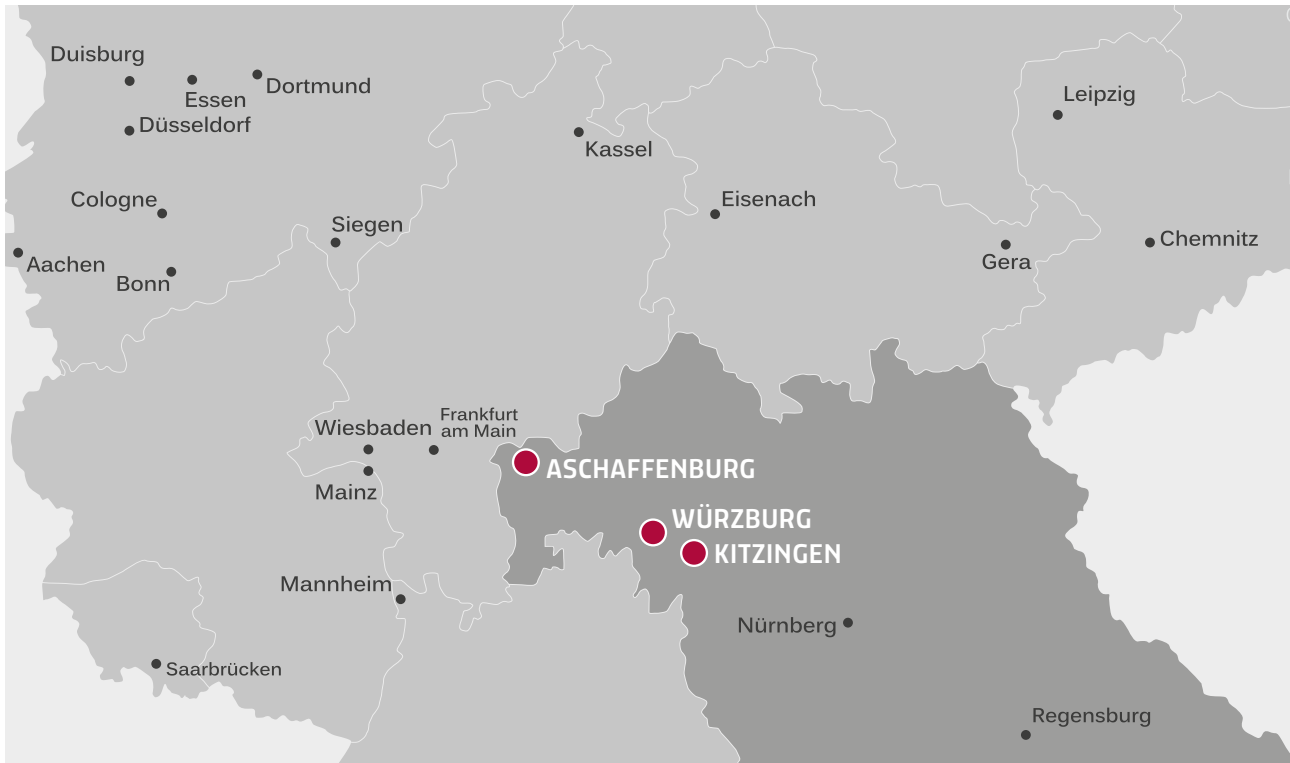 Duisburg
Essen
Dortmund
Düsseldorf
Leipzig
Kassel
Cologne
Siegen
Eisenach
Aachen
Bonn
Gera
Chemnitz
Wiesbaden
Frankfurt
am Main
Mainz
ASCHAFFENBURG
WÜRZBURG
KITZINGEN
Mannheim
Nürnberg
Saarbrücken
Regensburg